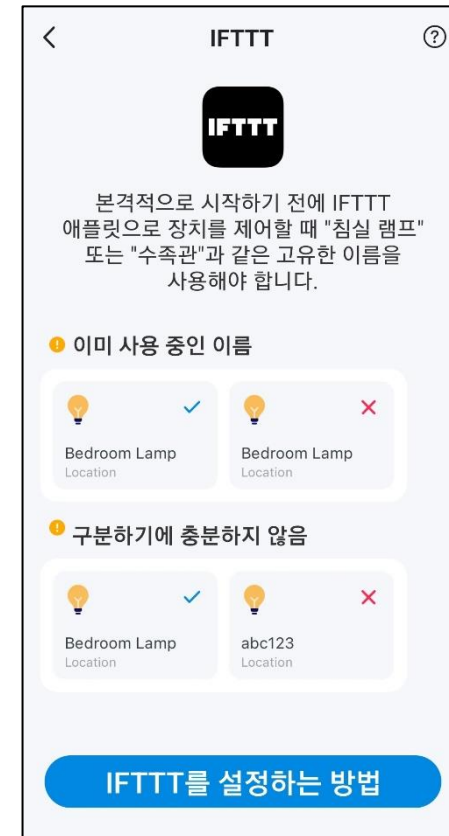 IFTTT
IFTTT
본격적으로 시작하기 전에 IFTTT
애플릿으로 장치를 제어할 때 "침실 램프"
또는 "수족관"과 같은 고유한 이름을
사용해야 합니다.
이미 사용 중인 이름
Bedroom Lamp
Location
Bedroom Lamp
Location
구분하기에 충분하지 않음
Bedroom Lamp
Location
abc123
Location
IFTTT를 설정하는 방법